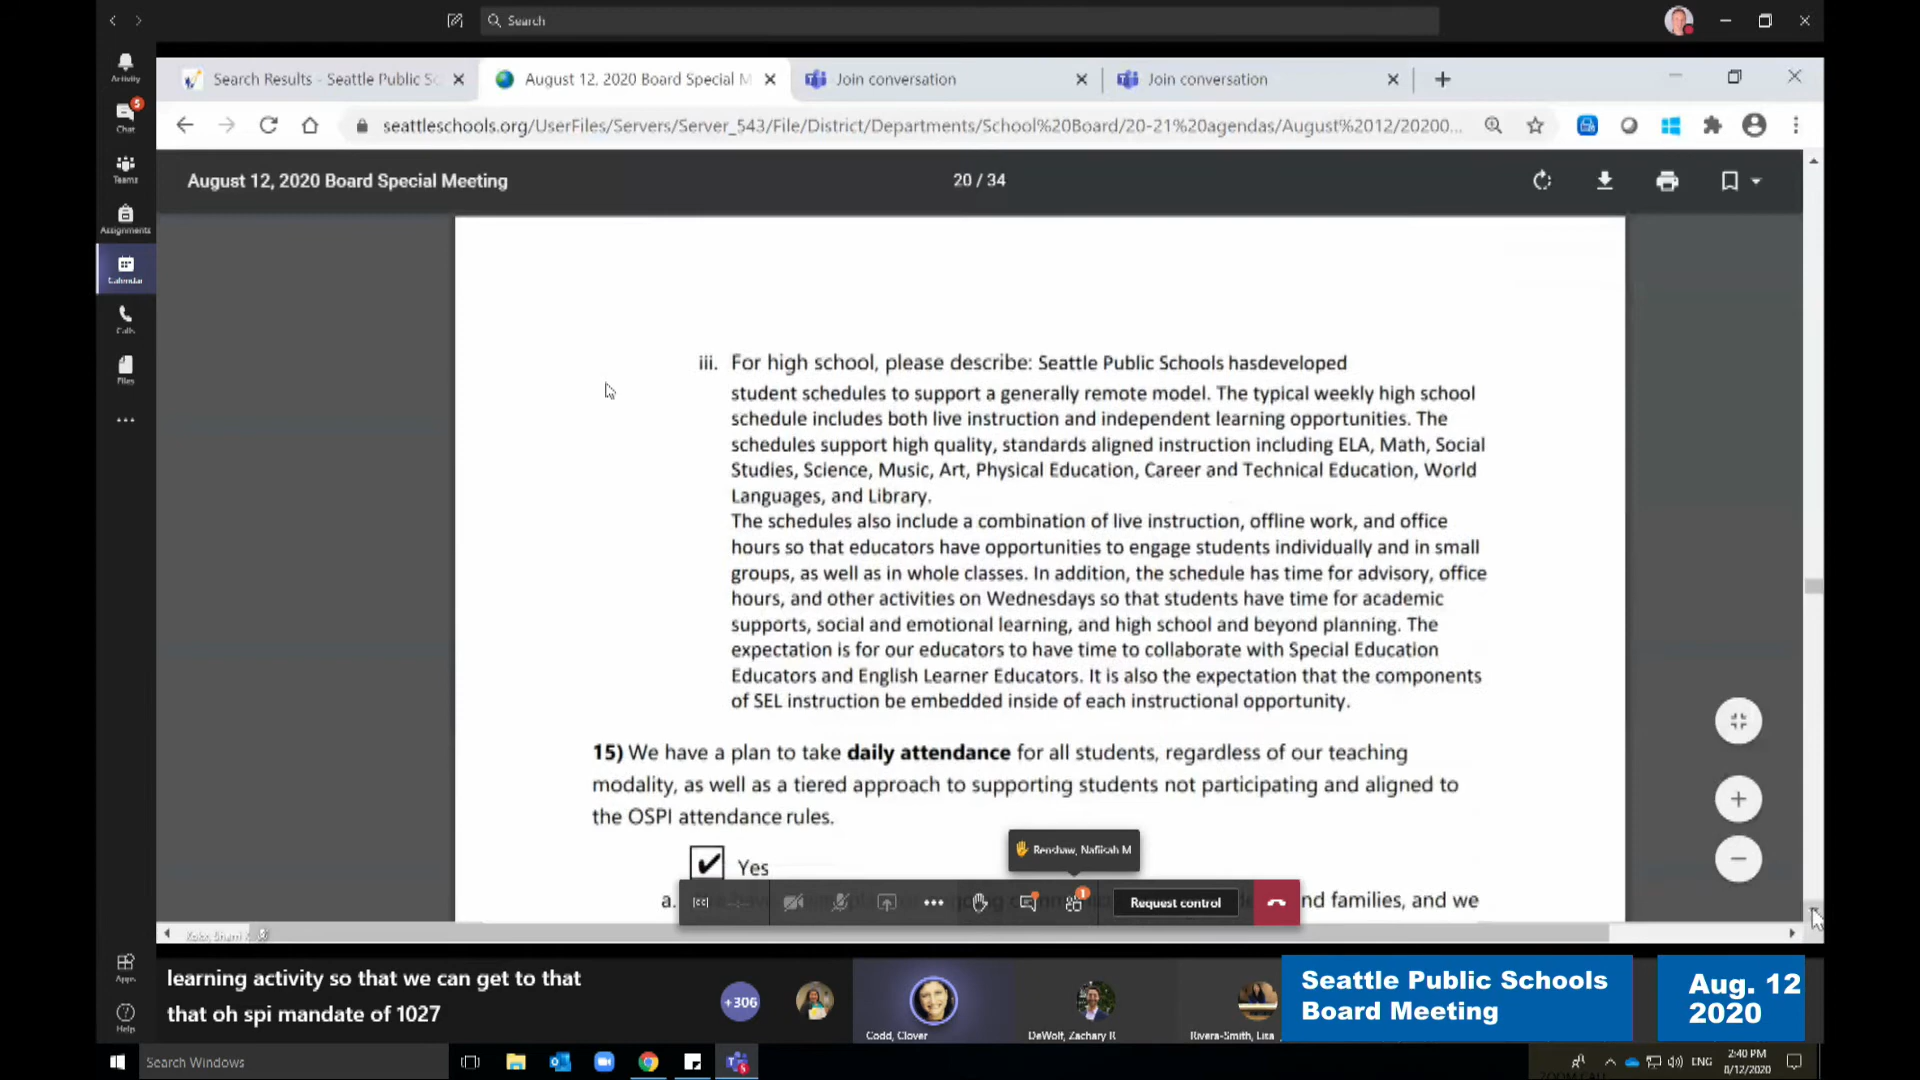 Search
Activity
Chat
5
Teams
Assignments
Calendar
Calls
Files
Search Results - Seattle Public Sc
August 12, 2020 Board Special M
Join conversation
Join conversation
seattleschools.org/UserFiles/Servers/Server_543/File/District/Departments/School%20Board/20-21%20agendas/August%2012/20200...
August 12, 2020 Board Special Meeting
20 / 34
iii. For high school, please describe: Seattle Public Schools hasdeveloped
student schedules to support a generally remote model. The typical weekly high school
schedule includes both live instruction and independent learning opportunities. The
schedules support high quality, standards aligned instruction including ELA, Math, Social
Studies, Science, Music, Art, Physical Education, Career and Technical Education, World
Languages, and Library.
The schedules also include a combination of live instruction, offline work, and office
hours so that educators have opportunities to engage students individually and in small
groups, as well as in whole classes. In addition, the schedule has time for advisory, office
hours, and other activities on Wednesdays so that students have time for academic
supports, social and emotional learning, and high school and beyond planning. The
expectation is for our educators to have time to collaborate with Special Education
Educators and English Learner Educators. It is also the expectation that the components
of SEL instruction be embedded inside of each instructional opportunity.
15) We have a plan to take daily attendance for all students, regardless of our teaching
modality, as well as a tiered approach to supporting students not participating and aligned to
the OSPI attendance rules.
Yes
Renshaw, Nafiisah M
a.
nd families, and we
1
Request control
Apps
Help
learning activity so that we can get to that
that oh spi mandate of 1027
+306
Codd, Clover
DeWolf, Zachary R
Rivera-Smith, Lisa
Seattle Public Schools
Board Meeting
Aug. 12
2020
Search Windows
ENG
2:40 PM
8/12/2020